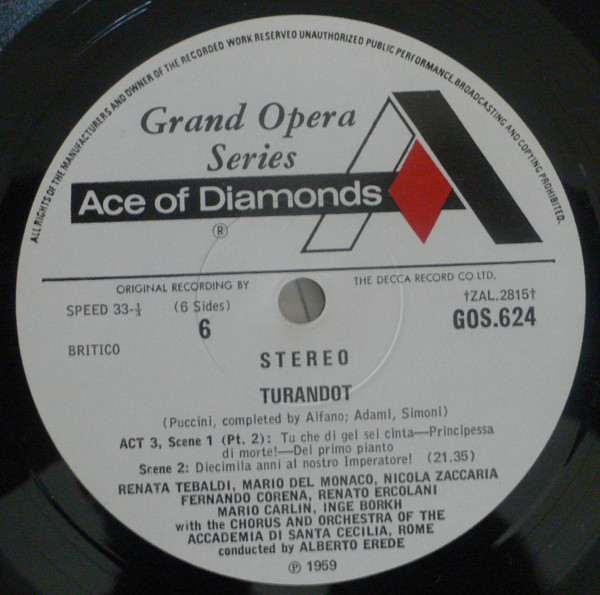 ALL RIGHTS OF THE MANUFACTURERS AND OWNER OF THE RECORDED WORK RESERVED UNAUTHORIZED PUBLIC PERFORMANCE, BROADCASTING AND COPYING PROHIBITED.
Grand Opera
Series
Ace of Diamonds
®
ORIGINAL RECORDING BY THE DECCA RECORD CO LTD.
SPEED 33-⅓ (6 Sides) †ZAL.2815†
6 GOS.624
BRITICO
STEREO
TURANDOT
(Puccini, completed by Alfano; Adami, Simoni)
ACT 3, Scene 1 (Pt. 2): Tu che di gel sei cinta—Principessa
di morte!—Del primo pianto
Scene 2: Diecimila anni al nostro Imperatore! (21.35)
RENATA TEBALDI, MARIO DEL MONACO, NICOLA ZACCARIA
FERNANDO CORENA, RENATO ERCOLANI
MARIO CARLIN, INGE BORKH
with the CHORUS AND ORCHESTRA OF THE
ACCADEMIA DI SANTA CECILIA, ROME
conducted by ALBERTO EREDE
℗ 1959